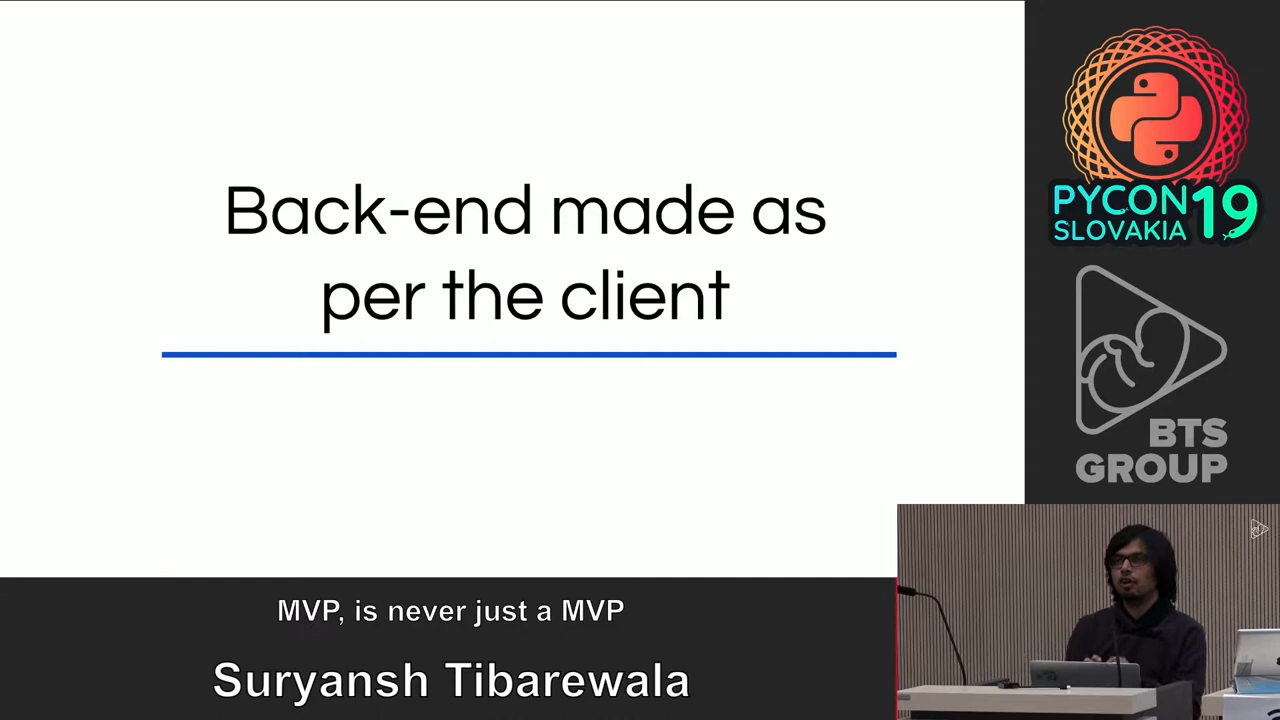 Back-end made as
per the client
PYCON
SLOVAKIA
19
BTS
GROUP
MVP, is never just a MVP
Suryansh Tibarewala